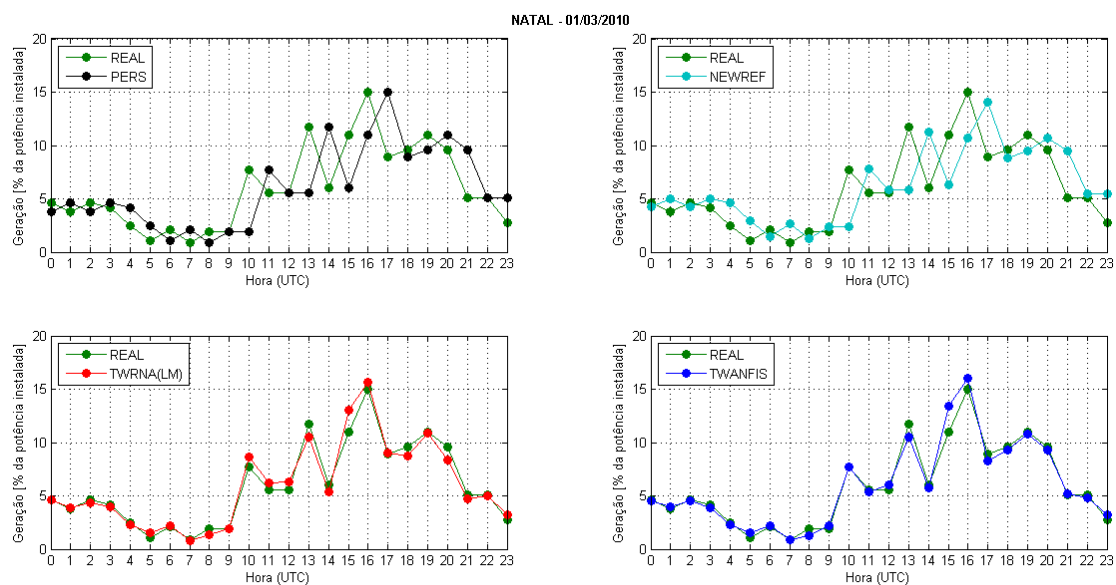 NATAL - 01/03/2010
Geração [% da potência instalada]
20
15
10
5
0
REAL
PERS
0 1 2 3 4 5 6 7 8 9 10 11 12 13 14 15 16 17 18 19 20 21 22 23
Hora (UTC)
Geração [% da potência instalada]
20
15
10
5
0
REAL
NEWREF
0 1 2 3 4 5 6 7 8 9 10 11 12 13 14 15 16 17 18 19 20 21 22 23
Hora (UTC)
Geração [% da potência instalada]
20
15
10
5
0
REAL
TWRNA(LM)
0 1 2 3 4 5 6 7 8 9 10 11 12 13 14 15 16 17 18 19 20 21 22 23
Hora (UTC)
Geração [% da potência instalada]
20
15
10
5
0
REAL
TWANFIS
0 1 2 3 4 5 6 7 8 9 10 11 12 13 14 15 16 17 18 19 20 21 22 23
Hora (UTC)